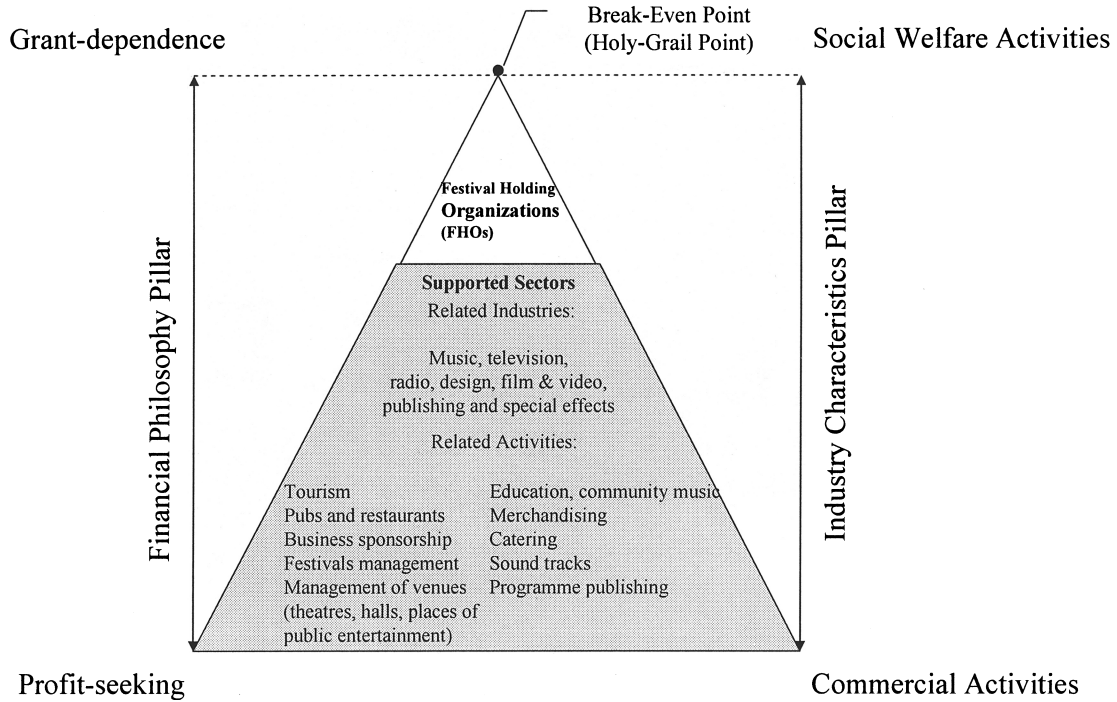 Break-Even Point
(Holy-Grail Point)
Grant-dependence
Social Welfare Activities
Financial Philosophy Pillar
Industry Characteristics Pillar
Festival Holding
Organizations
(FHOs)
Supported Sectors
Related Industries:
Music, television,
radio, design, film & video,
publishing and special effects
Related Activities:
Tourism
Pubs and restaurants
Business sponsorship
Festivals management
Management of venues
(theatres, halls, places of
public entertainment)
Education, community music
Merchandising
Catering
Sound tracks
Programme publishing
Profit-seeking
Commercial Activities